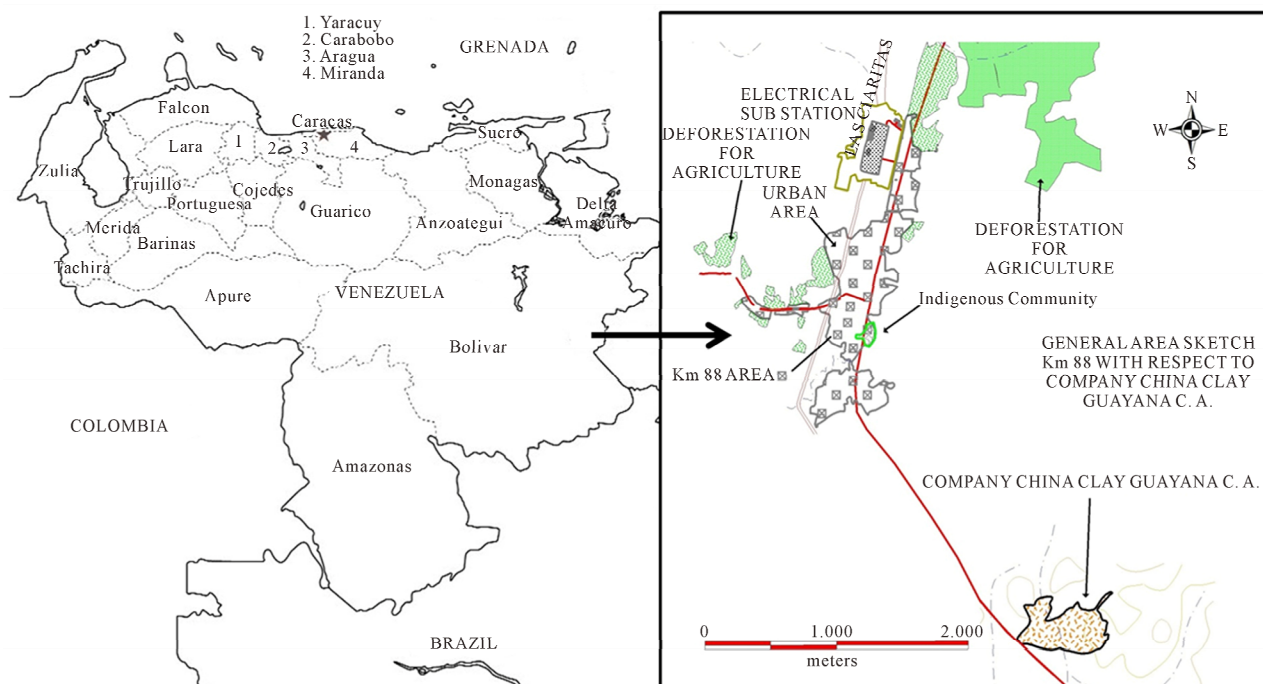 1. Yaracuy
2. Carabobo
3. Aragua
4. Miranda
GRENADA
Falcon
Caracas
Sucre
Lara
1
2
3
4
Zulia
Trujillo
Cojedes
Monagas
Portuguesa
Guarico
Delta
Amacuro
Merida
Anzoategui
Barinas
Tachira
Apure
VENEZUELA
Bolivar
COLOMBIA
Amazonas
BRAZIL
LAS CLARITAS
ELECTRICAL
SUB STATION
DEFORESTATION
FOR
AGRICULTURE
URBAN
AREA
N
W
E
S
DEFORESTATION
FOR
AGRICULTURE
Indigenous Community
GENERAL AREA SKETCH
Km 88 WITH RESPECT TO
COMPANY CHINA CLAY
GUAYANA C. A.
Km 88 AREA
COMPANY CHINA CLAY GUAYANA C. A.
0
1.000
2.000
meters